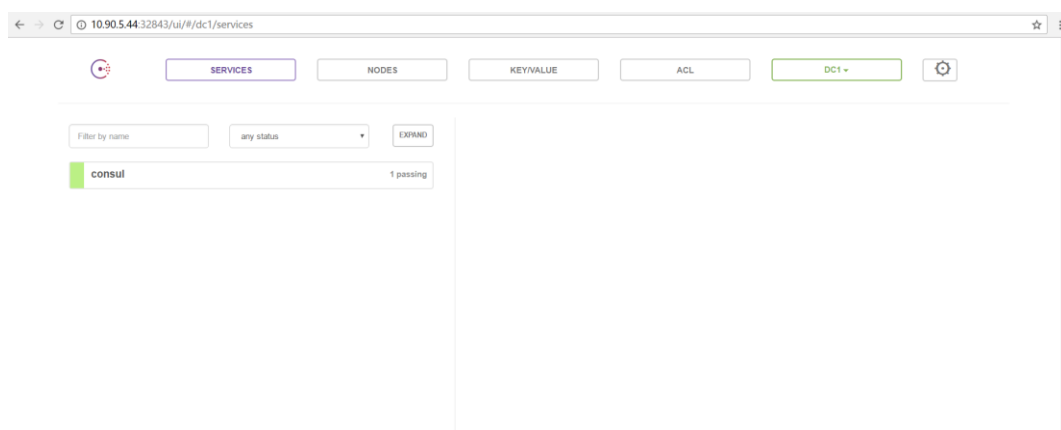 10.90.5.44:32843/ui/#/dc1/services
SERVICES NODES KEY/VALUE ACL DC1
Filter by name any status EXPAND
consul 1 passing